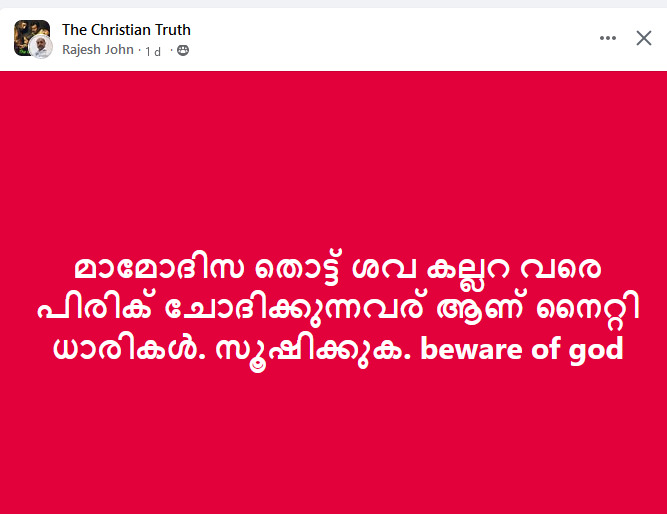 The Christian Truth
Rajesh John · 1 d ·
മാമോദിസ തൊട്ട് ശവ കല്ലറ വരെ
പിരിക് ചോദിക്കുന്നവര് ആണ് നൈറ്റി
ധാരികൾ. സൂഷിക്കുക. beware of god